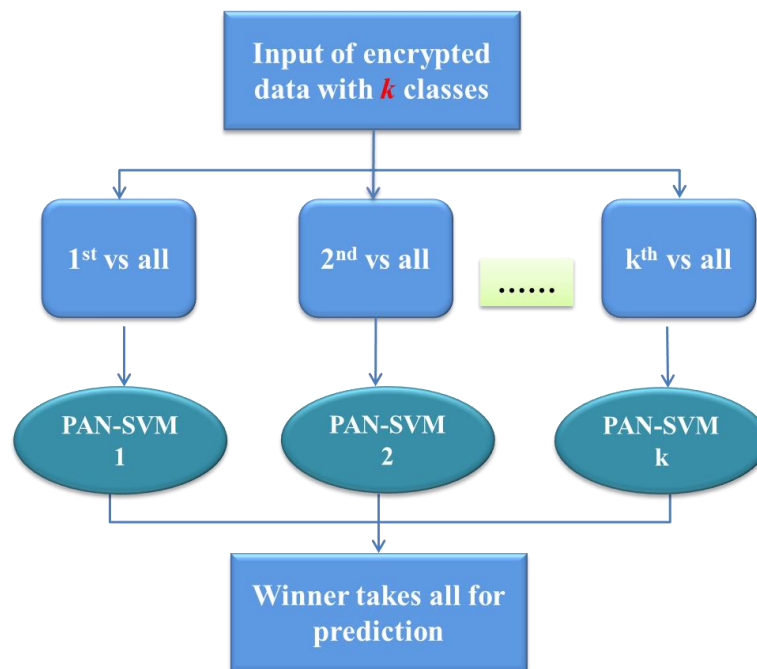 Input of encrypted
data with k classes
1st vs all
2nd vs all
......
kth vs all
PAN-SVM
1
PAN-SVM
2
PAN-SVM
k
Winner takes all for
prediction